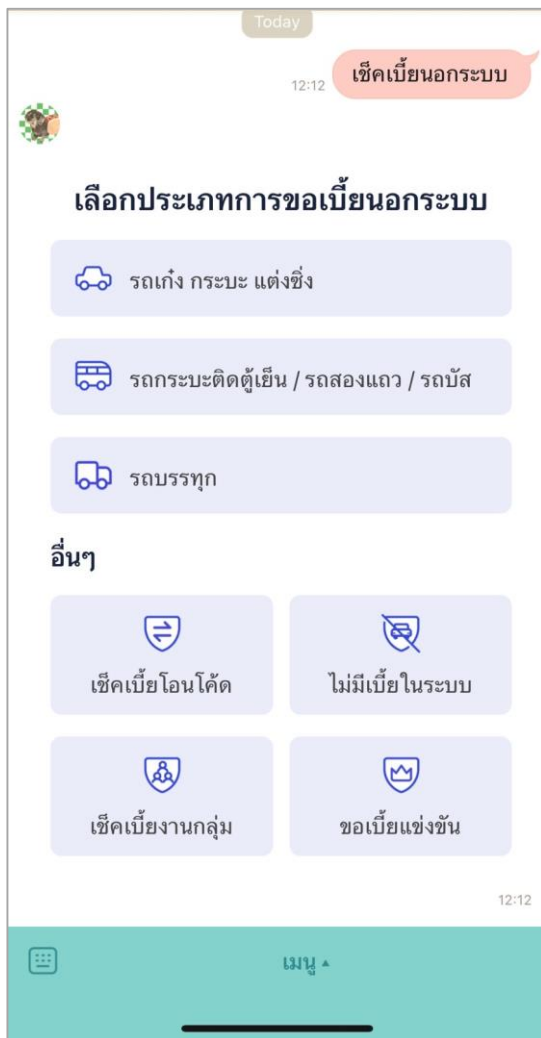 Today
เช็คเบี้ยนอกระบบ
12:12
เลือกประเภทการขอเบี้ยนอกระบบ
รถเก๋ง กระบะ แต่งซิ่ง
รถกระบะติดตู้เย็น / รถสองแถว / รถบัส
รถบรรทุก
อื่นๆ
เช็คเบี้ยโอนโค้ด
ไม่มีเบี้ยในระบบ
เช็คเบี้ยงานกลุ่ม
ขอเบี้ยแข่งขัน
12:12
เมนู